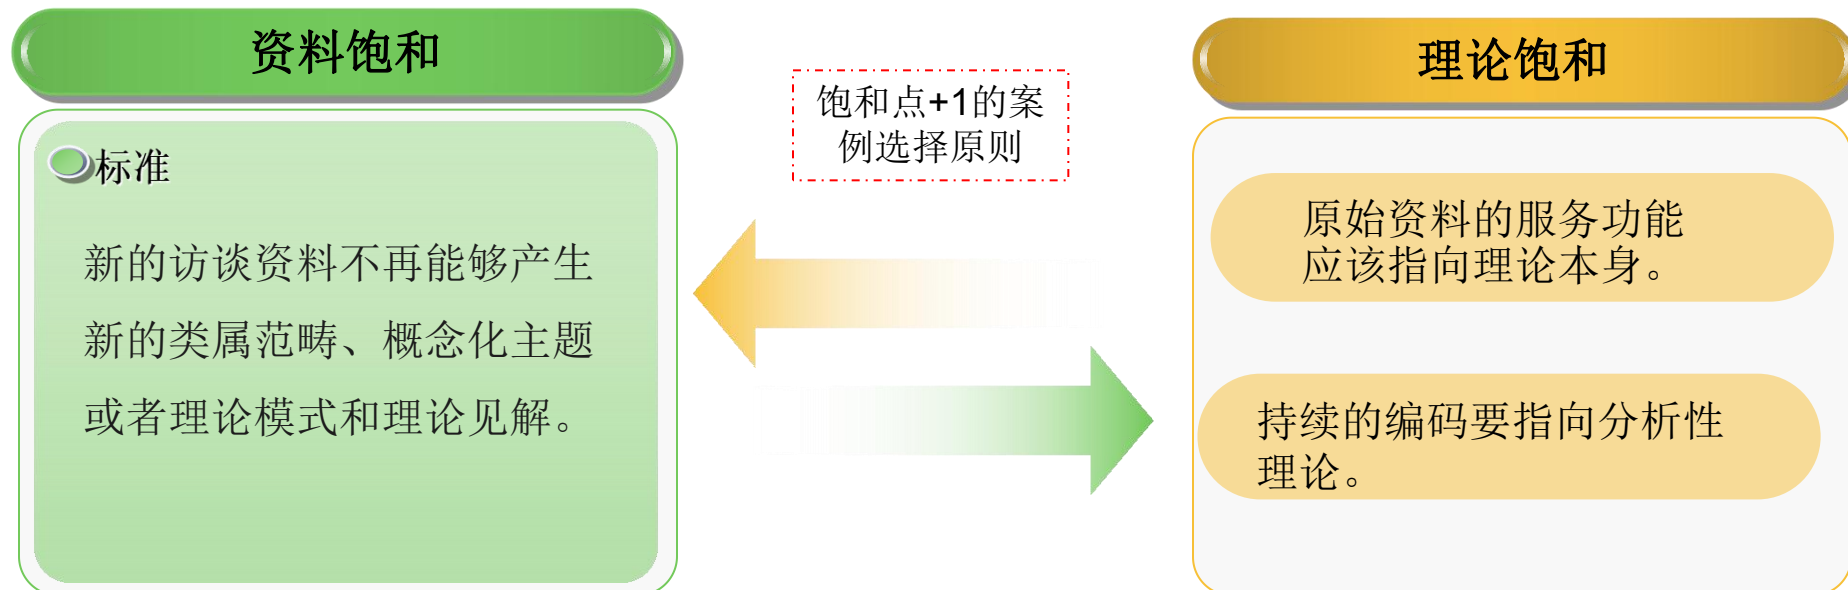 资料饱和
标准
新的访谈资料不再能够产生
新的类属范畴、概念化主题
或者理论模式和理论见解。
饱和点+1的案
例选择原则
理论饱和
原始资料的服务功能
应该指向理论本身。
持续的编码要指向分析性
理论。